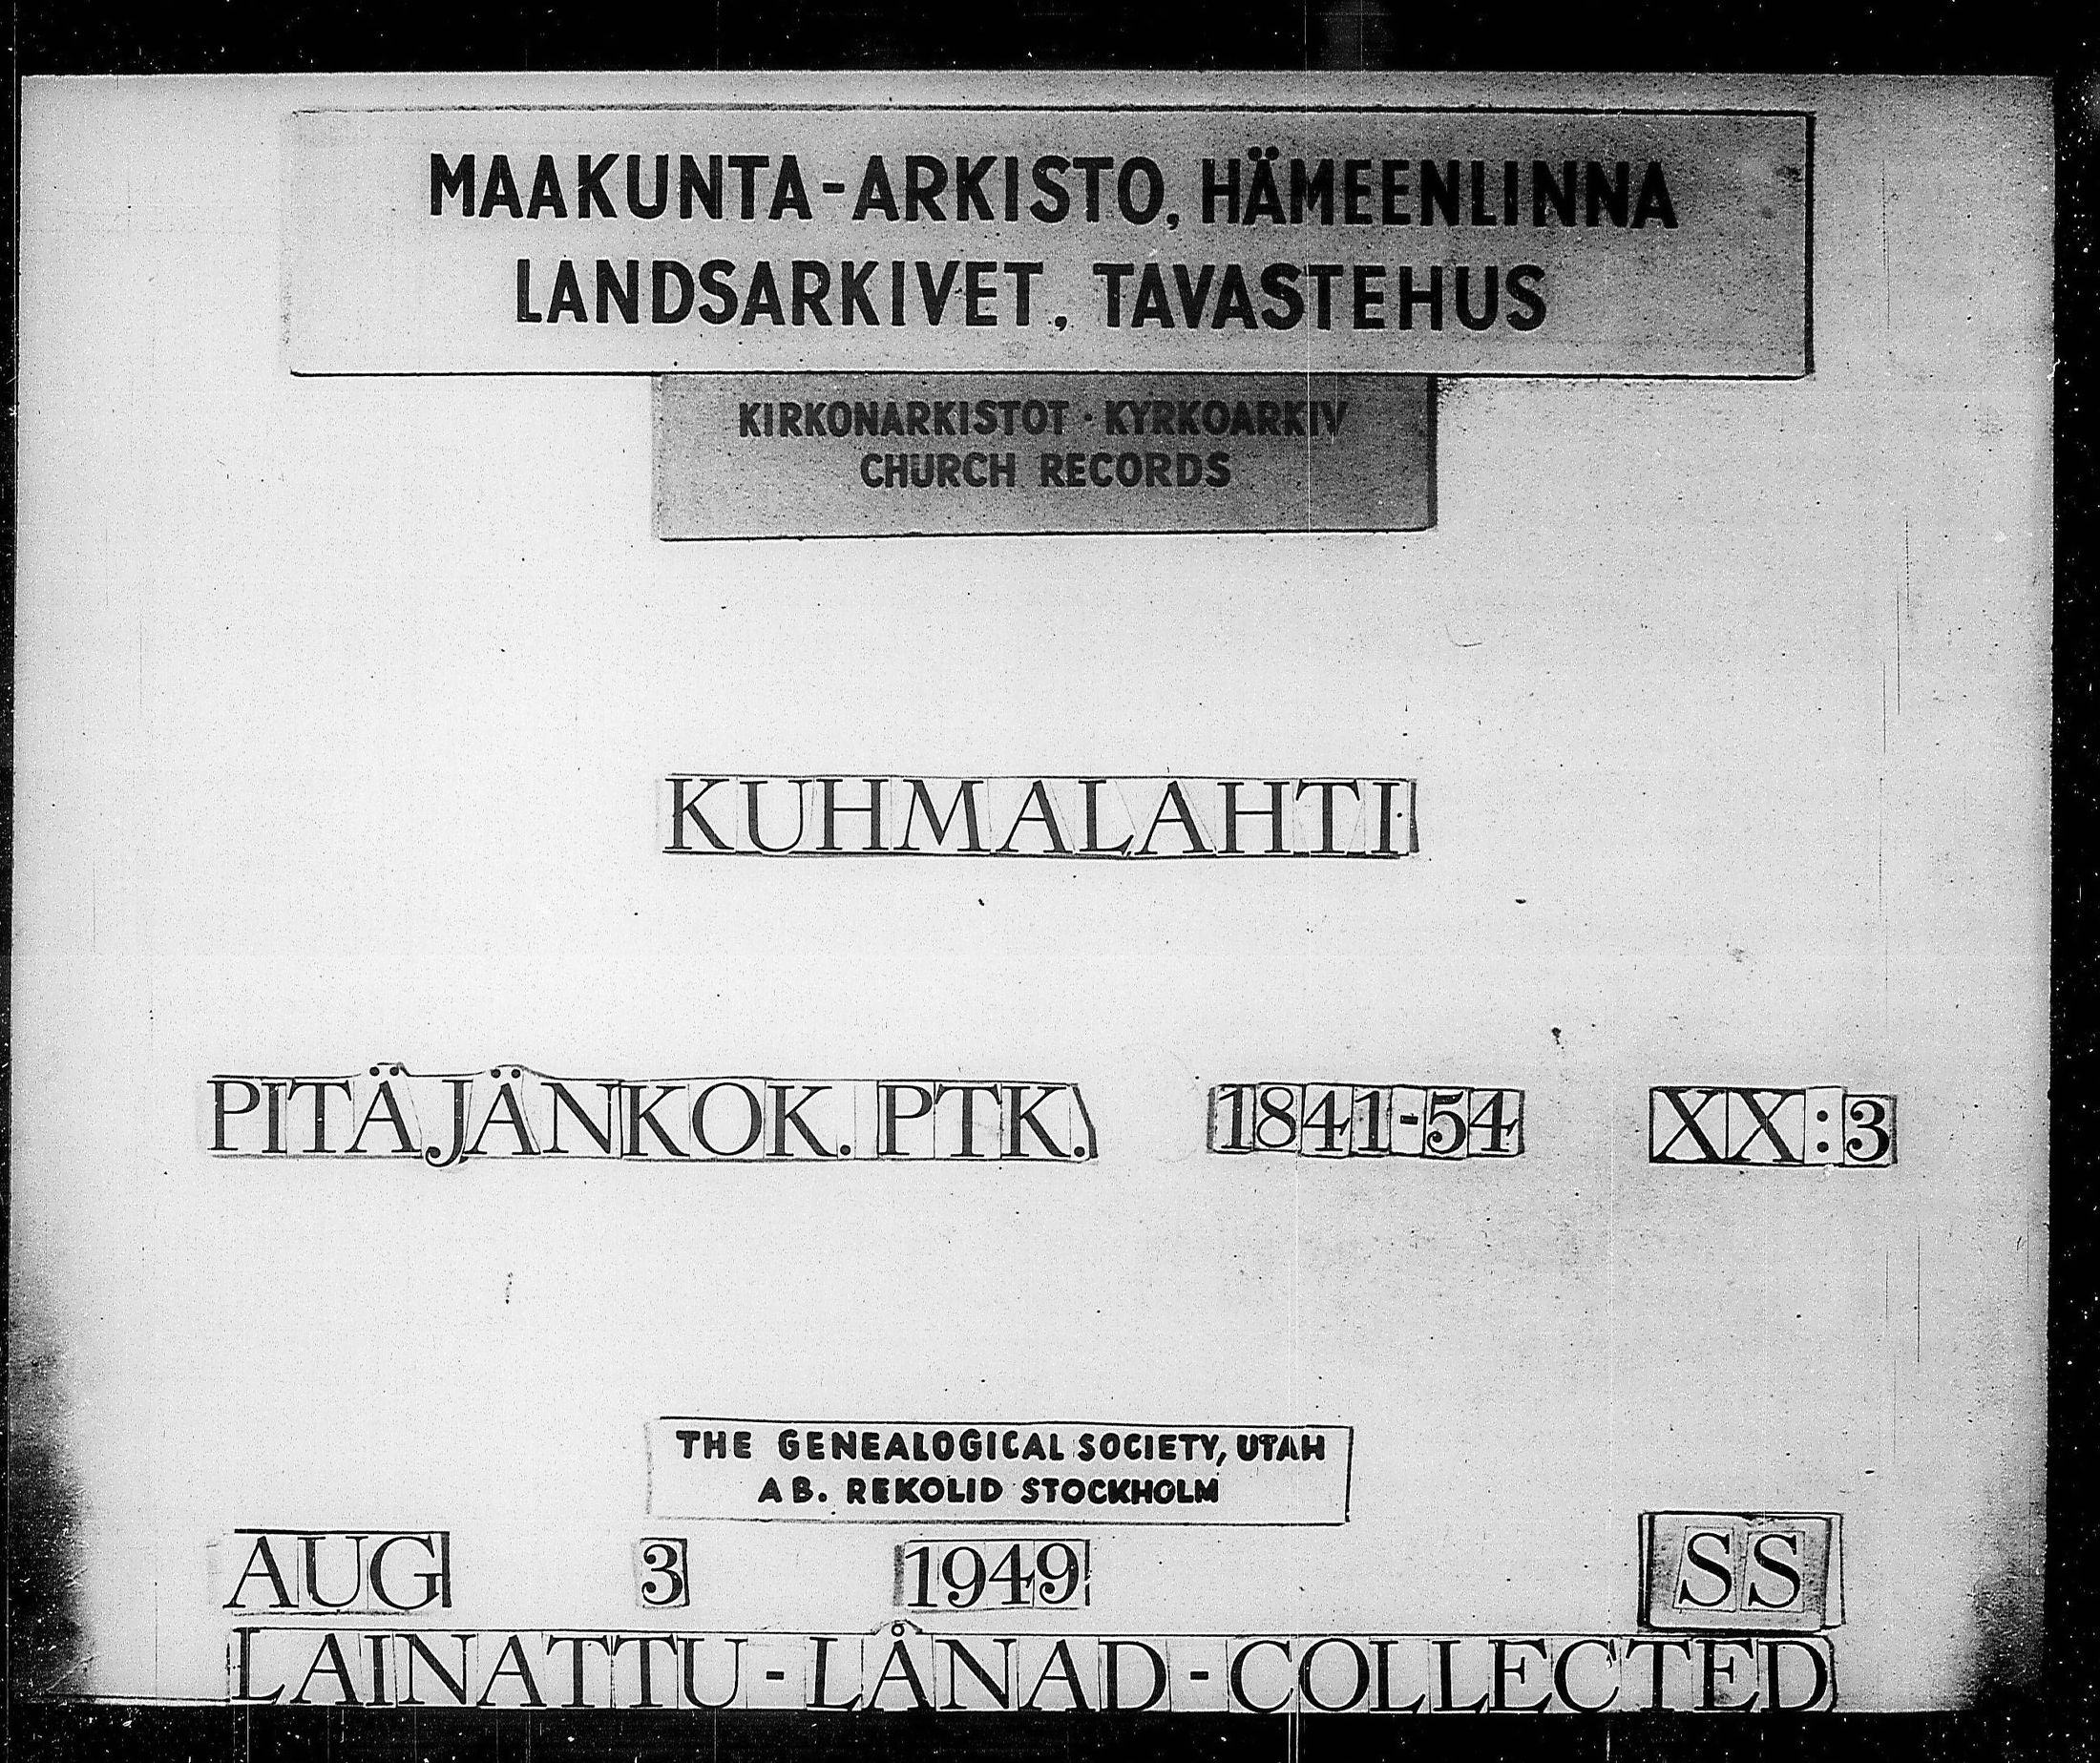 MAAKUNTA-ARKISTO, HÄMEENLINNA
LANDSARKIVET, TAVASTEHUS
KIRKONARKISTOT · KYRKOARKIV
CHURCH RECORDS
KUHMALAHTI
PITÄJÄNKOK. PTK. 1841-54 XX:3
THE GENEALOGICAL SOCIETY, UTAH
AB. REKOLID STOCKHOLM
AUG 3 1949 SS
LAINATTU-LÅNAD-COLLECTED